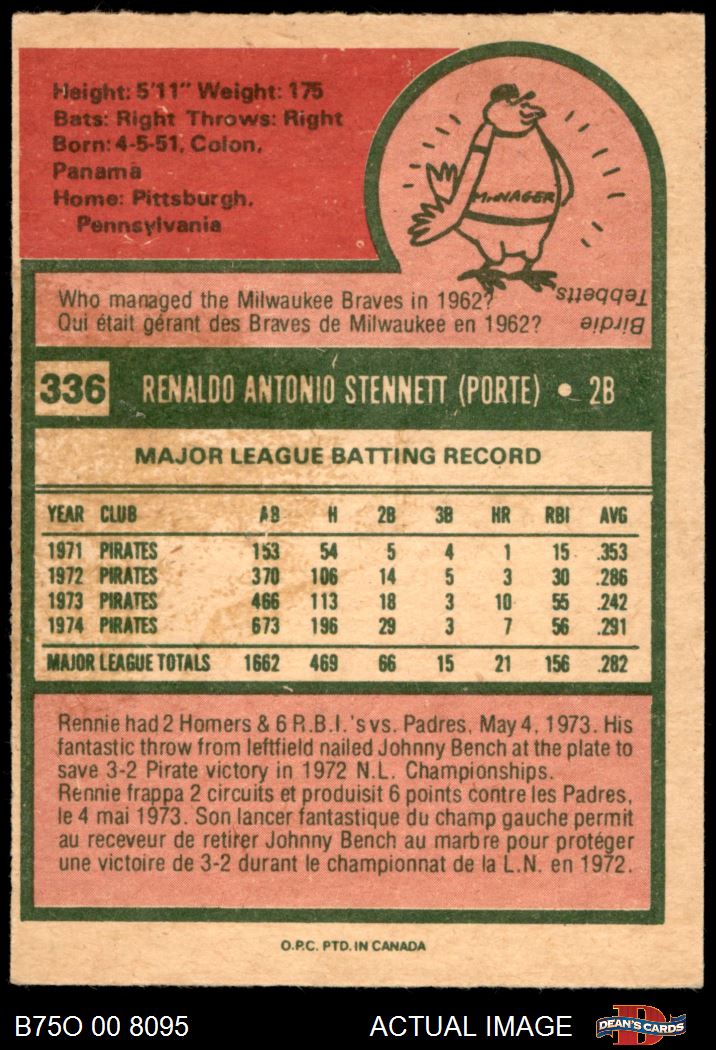 Height: 5'11" Weight: 175
Bats: Right Throws: Right
Born: 4-5-51, Colon,
Panama
Home: Pittsburgh,
Pennsylvania
MANAGER
Who managed the Milwaukee Braves in 1962?
Qui était gérant des Braves de Milwaukee en 1962?
Birdie
Tebbetts
336 RENALDO ANTONIO STENNETT (PORTE) • 2B
MAJOR LEAGUE BATTING RECORD
YEAR CLUB AB H 2B 3B HR RBI AVG
1971 PIRATES 153 54 5 4 1 15 .353
1972 PIRATES 370 106 14 5 3 30 .286
1973 PIRATES 466 113 18 3 10 55 .242
1974 PIRATES 673 196 29 3 7 56 .291
MAJOR LEAGUE TOTALS 1662 469 66 15 21 156 .282
Rennie had 2 Homers & 6 R.B.I.'s vs. Padres, May 4, 1973. His
fantastic throw from leftfield nailed Johnny Bench at the plate to
save 3-2 Pirate victory in 1972 N.L. Championships.
Rennie frappa 2 circuits et produisit 6 points contre les Padres,
le 4 mai 1973. Son lancer fantastique du champ gauche permit
au receveur de retirer Johnny Bench au marbre pour protéger
une victoire de 3-2 durant le championnat de la L.N. en 1972.
O.P.C. PTD. IN CANADA
B75O 00 8095 ACTUAL IMAGE
D
DEAN'S CARDS